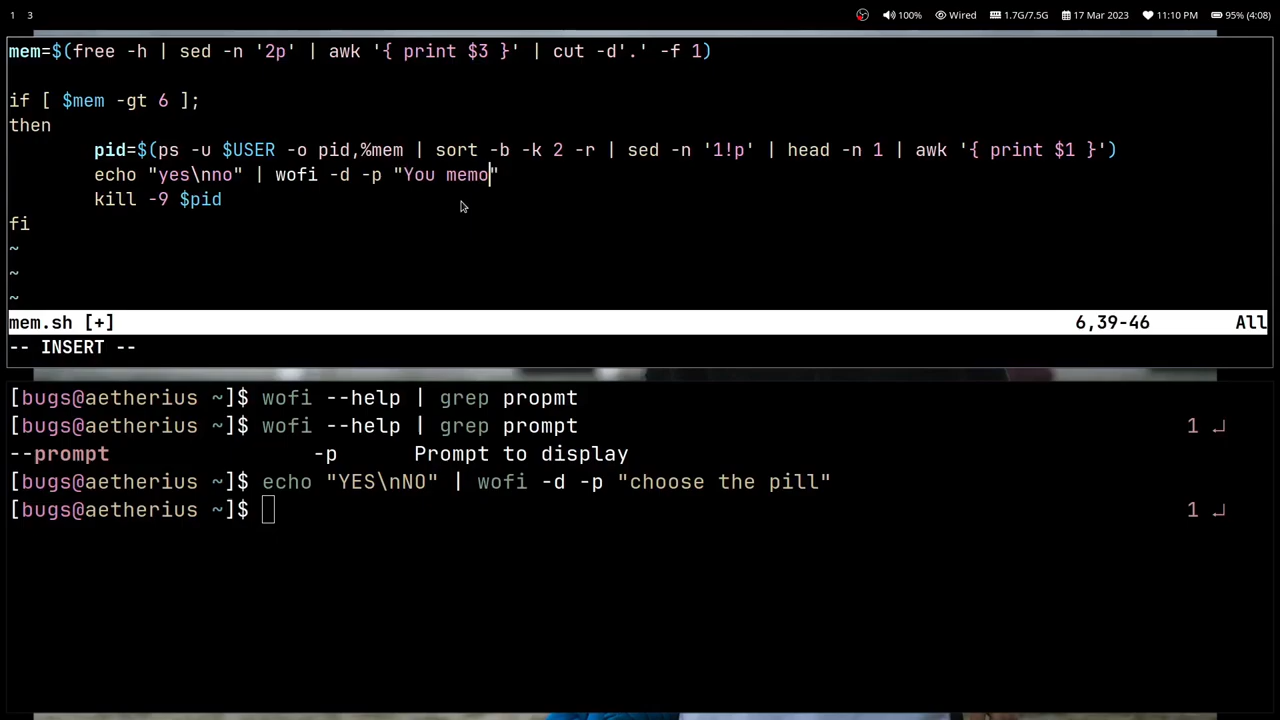 1 3 100% Wired 1.7G/7.5G 17 Mar 2023 11:10 PM 95% (4:08)
mem=$(free -h | sed -n '2p' | awk '{ print $3 }' | cut -d'.' -f 1)
if [ $mem -gt 6 ];
then
pid=$(ps -u $USER -o pid,%mem | sort -b -k 2 -r | sed -n '1!p' | head -n 1 | awk '{ print $1 }')
echo "yes\nno" | wofi -d -p "You memo"
kill -9 $pid
fi
~
~
~
mem.sh [+] 6,39-46 All
-- INSERT --
[bugs@aetherius ~]$ wofi --help | grep propmt
[bugs@aetherius ~]$ wofi --help | grep prompt 1 ↵
--prompt -p Prompt to display
[bugs@aetherius ~]$ echo "YES\nNO" | wofi -d -p "choose the pill"
[bugs@aetherius ~]$ 1 ↵